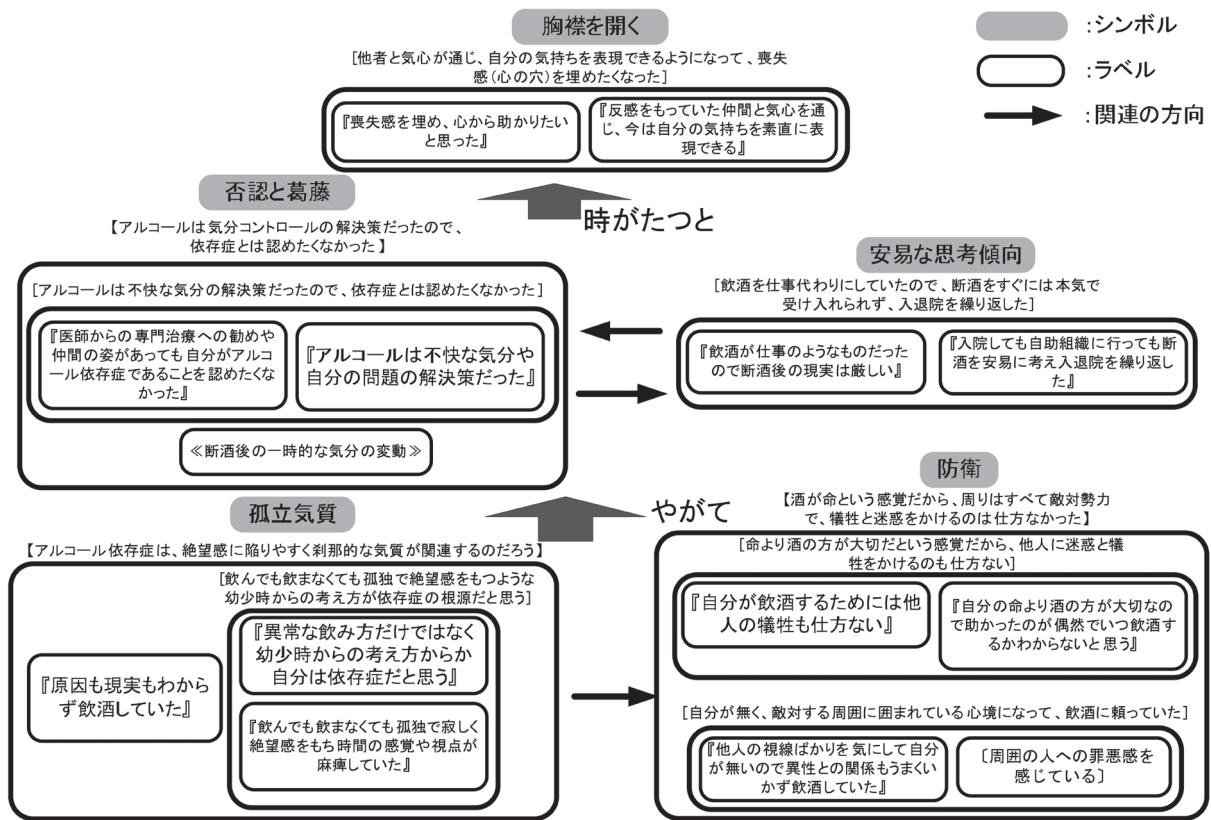 胸襟を開く
[他者と気心が通じ、自分の気持ちを表現できるようになって、喪失
感(心の穴)を埋めたくなった]
『喪失感を埋め、心から助かりたい
と思った』
『反感をもっていた仲間と気心を通
じ、今は自分の気持ちを素直に表
現できる』
:シンボル
:ラベル
:関連の方向
時がたつと
否認と葛藤
【アルコールは気分コントロールの解決策だったので、
依存症とは認めたくなかった】
[アルコールは不快な気分の解決策だったので、依存症とは認めたくなかった]
『医師からの専門治療への勧めや
仲間の姿があっても自分がアルコ
ール依存症であることを認めたくな
かった』
『アルコールは不快な気分や
自分の問題の解決策だった』
≪断酒後の一時的な気分の変動≫
安易な思考傾向
[飲酒を仕事代わりにしていたので、断酒をすぐには本気で
受け入れられず、入退院を繰り返した]
『飲酒が仕事のようなものだった
ので断酒後の現実は厳しい』
『入院しても自助組織に行っても断
酒を安易に考え入退院を繰り返し
た』
やがて
孤立気質
【アルコール依存症は、絶望感に陥りやすく刹那的な気質が関連するのだろう】
[飲んでも飲まなくても孤独で絶望感をもつような
幼少時からの考え方が依存症の根源だと思う]
『原因も現実もわから
ず飲酒していた』
『異常な飲み方だけではなく
幼少時からの考え方からか
自分は依存症だと思う』
『飲んでも飲まなくても孤独で寂しく
絶望感をもち時間の感覚や視点が
麻痺していた』
防衛
【酒が命という感覚だから、周りはすべて敵対勢力
で、犠牲と迷惑をかけるのは仕方なかった】
[命より酒の方が大切だという感覚だから、他人に迷惑と犠
牲をかけるのも仕方ない]
『自分が飲酒するためには他
人の犠牲も仕方ない』
『自分の命より酒の方が大切なの
で助かったのが偶然でいつ飲酒す
るかわからないと思う』
[自分が無く、敵対する周囲に囲まれている心境になって、飲酒に頼っていた]
『他人の視線ばかりを気にして自分
が無いので異性との関係もうまくい
かず飲酒していた』
〔周囲の人への罪悪感を
感じている〕